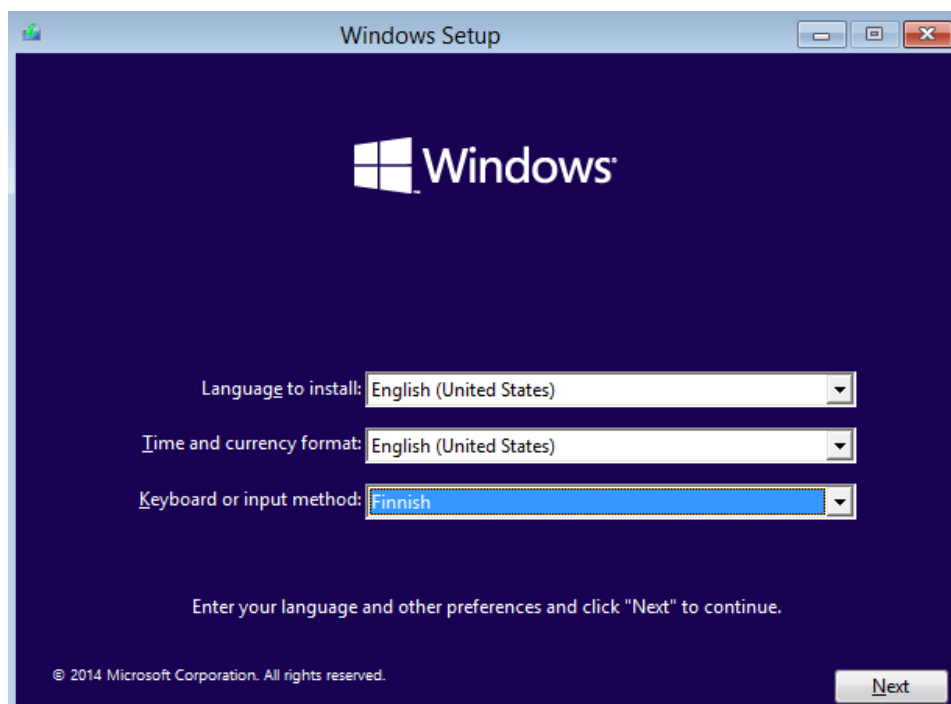 Windows Setup
Windows
Language to install: English (United States)
Time and currency format: English (United States)
Keyboard or input method: Finnish
Enter your language and other preferences and click "Next" to continue.
© 2014 Microsoft Corporation. All rights reserved.
Next